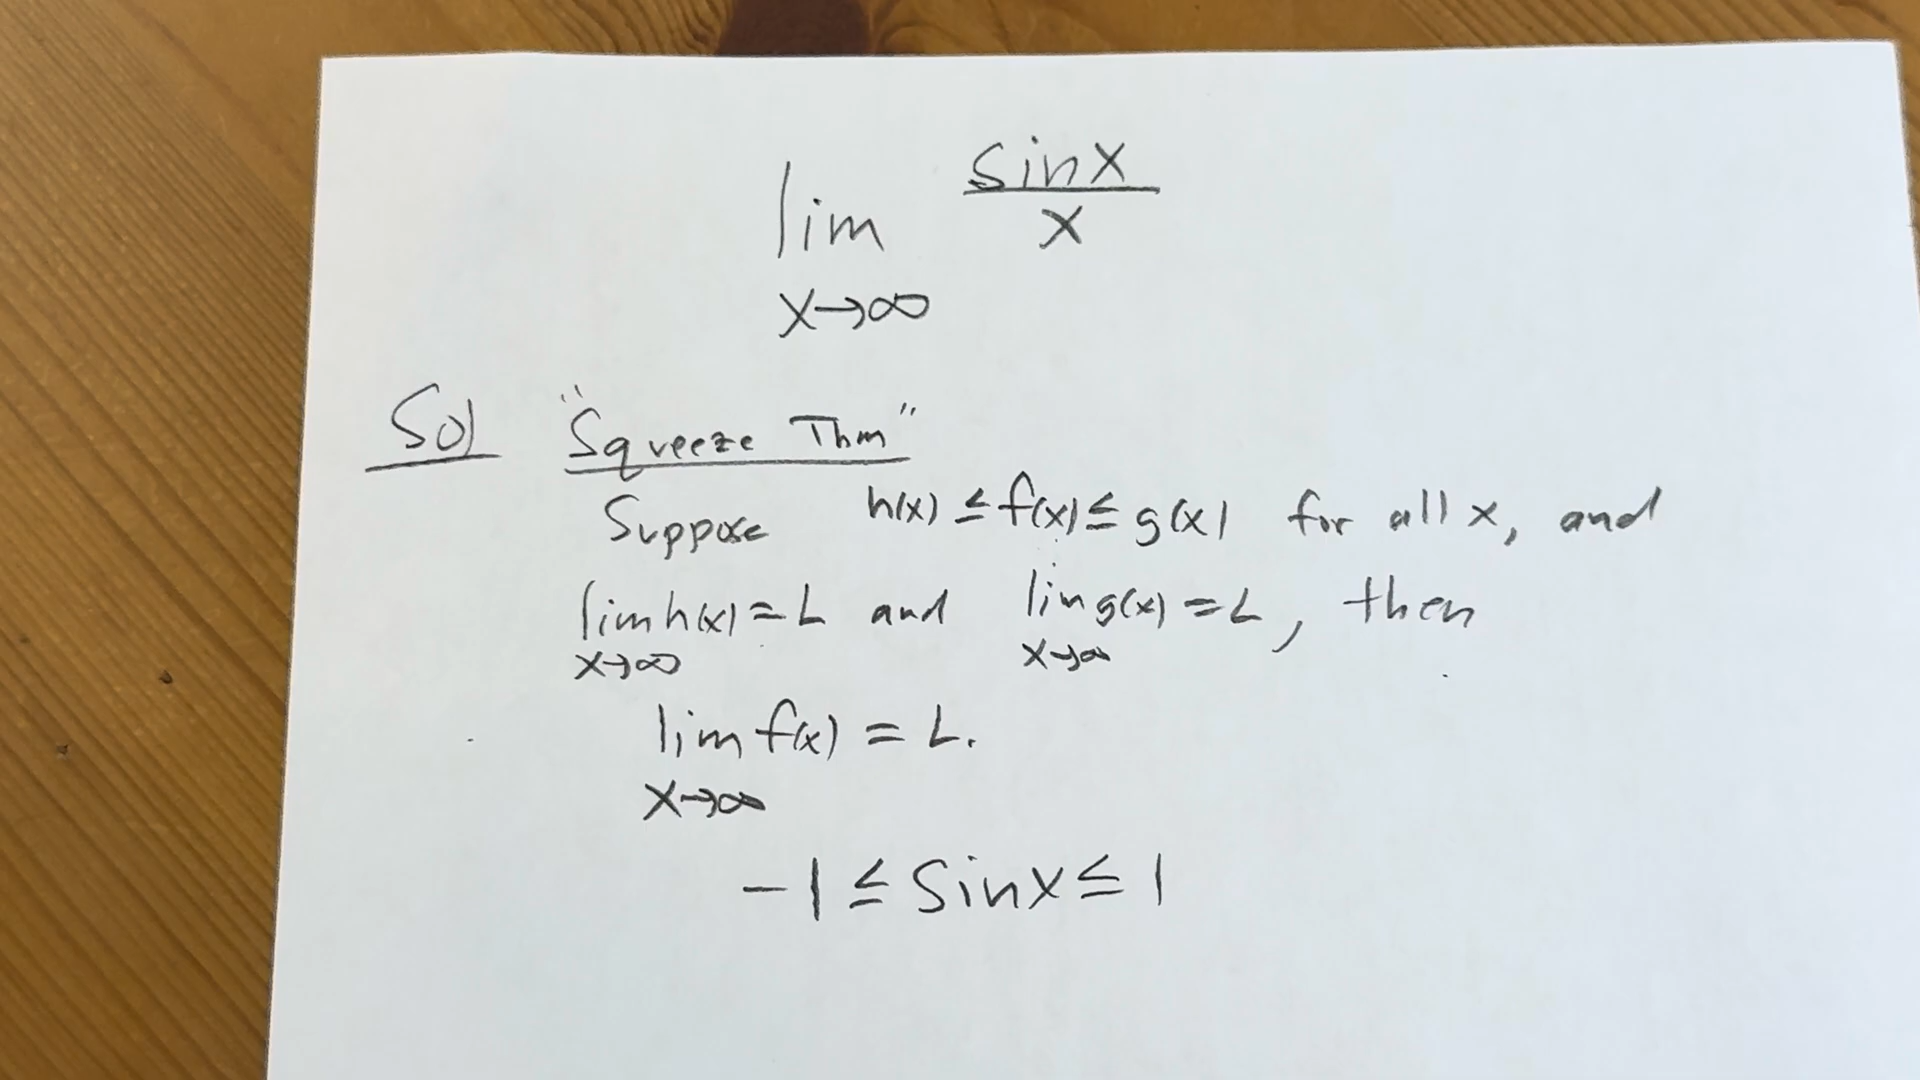 lim sinx/x
x→∞
Sol "Squeeze Thm"
Suppose h(x) ≤ f(x) ≤ g(x) for all x, and
lim h(x) = L and lim g(x) = L, then
x→∞ x→∞
lim f(x) = L.
x→∞
-1 ≤ sinx ≤ 1